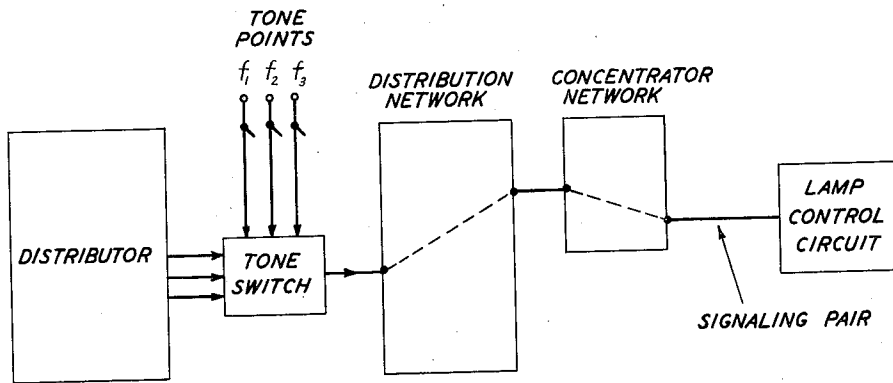 TONE
POINTS
f₁ f₂ f₃
DISTRIBUTION
NETWORK
CONCENTRATOR
NETWORK
DISTRIBUTOR
TONE
SWITCH
LAMP
CONTROL
CIRCUIT
SIGNALING PAIR